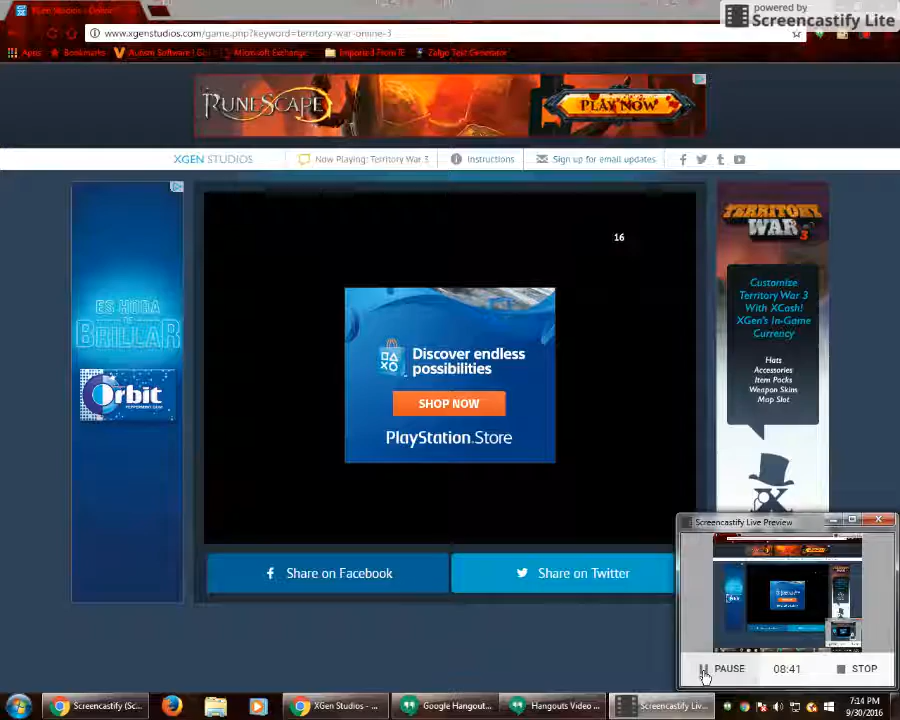 powered by
Screencastify Lite
www.xgenstudios.com/game.php?keyword=territory-war-online-3
Apps
Bookmarks
Autism Software | Go
Microsoft Exchange
Imported From IE
Zalgo Text Generator
RUNESCAPE
PLAY NOW
XGEN STUDIOS
Now Playing: Territory War 3
Instructions
Sign up for email updates
16
ES HORA
DE
BRILLAR
Orbit
Discover endless
possibilities
SHOP NOW
PlayStation.Store
TERRITORY
WAR 3
Customize
Territory War 3
With XCash!
XGen's In-Game
Currency
Hats
Accessories
Item Packs
Weapon Skins
Map Slot
Share on Facebook
Share on Twitter
Screencastify Live Preview
PAUSE
08:41
STOP
Screencastify (Sc...
XGen Studios - ...
Google Hangout...
Hangouts Video ...
Screencastify Liv...
7:14 PM
9/30/2016